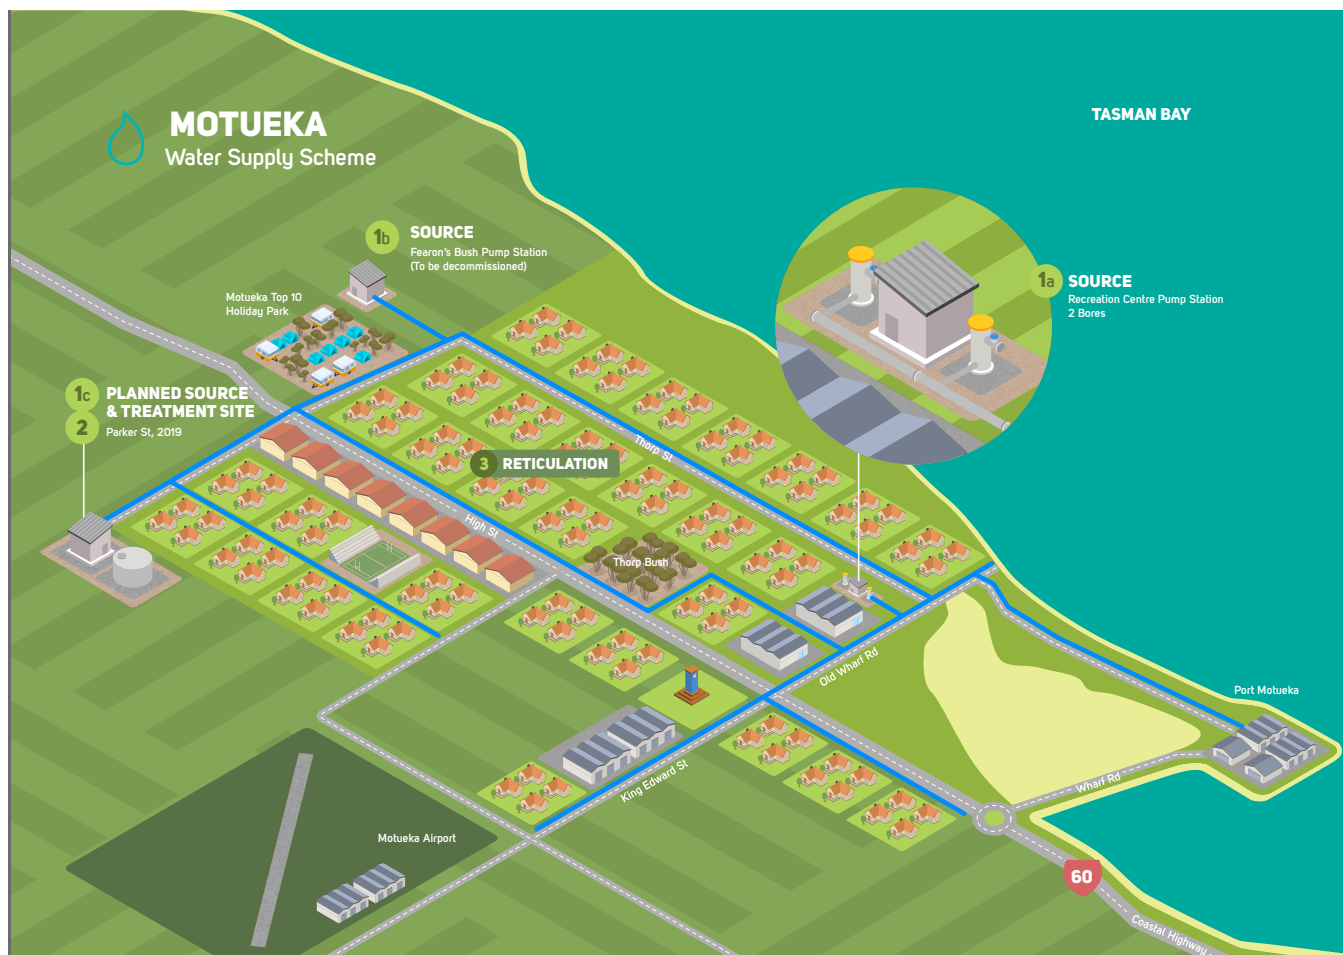 MOTUEKA
Water Supply Scheme
TASMAN BAY
1b
SOURCE
Fearon's Bush Pump Station
(To be decommissioned)
1a
SOURCE
Recreation Centre Pump Station
2 Bores
Motueka Top 10
Holiday Park
1c
PLANNED SOURCE
& TREATMENT SITE
2
Parker St, 2019
Thorp St
3 RETICULATION
High St
Thorp Bush
Old Wharf Rd
Port Motueka
King Edward St
Wharf Rd
Motueka Airport
60
Coastal Highway